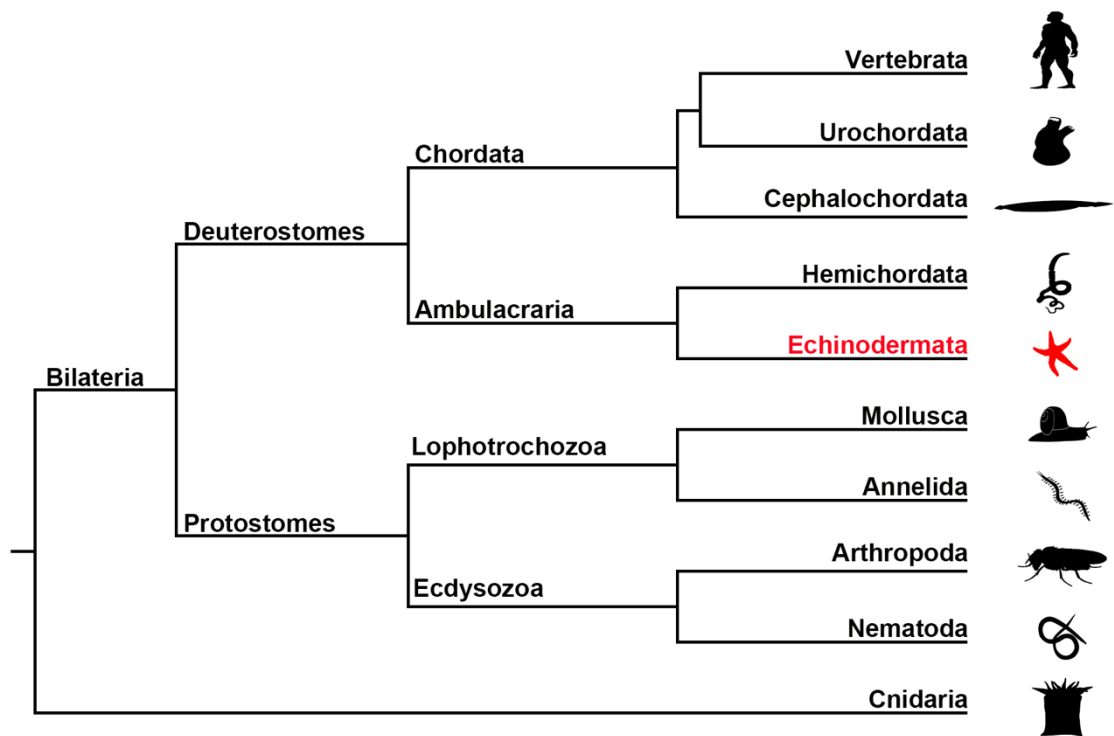 Vertebrata
Urochordata
Chordata
Cephalochordata
Deuterostomes
Hemichordata
Ambulacraria
Echinodermata
Bilateria
Mollusca
Lophotrochozoa
Annelida
Protostomes
Arthropoda
Ecdysozoa
Nematoda
Cnidaria